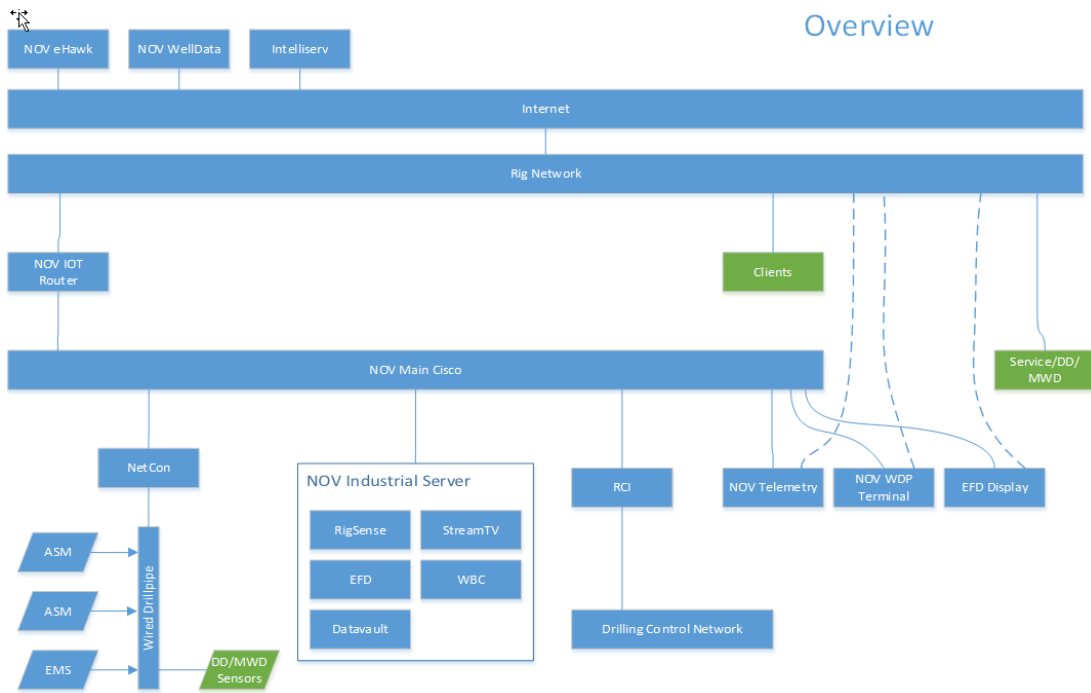 Overview
NOV eHawk
NOV WellData
Intelliserv
Internet
Rig Network
NOV IOT
Router
Clients
NOV Main Cisco
Service/DD/
MWD
NetCon
NOV Industrial Server
RigSense
StreamTV
EFD
WBC
Datavault
RCI
NOV Telemetry
NOV WDP
Terminal
EFD Display
ASM
ASM
EMS
Wired Drillpipe
DD/MWD
Sensors
Drilling Control Network